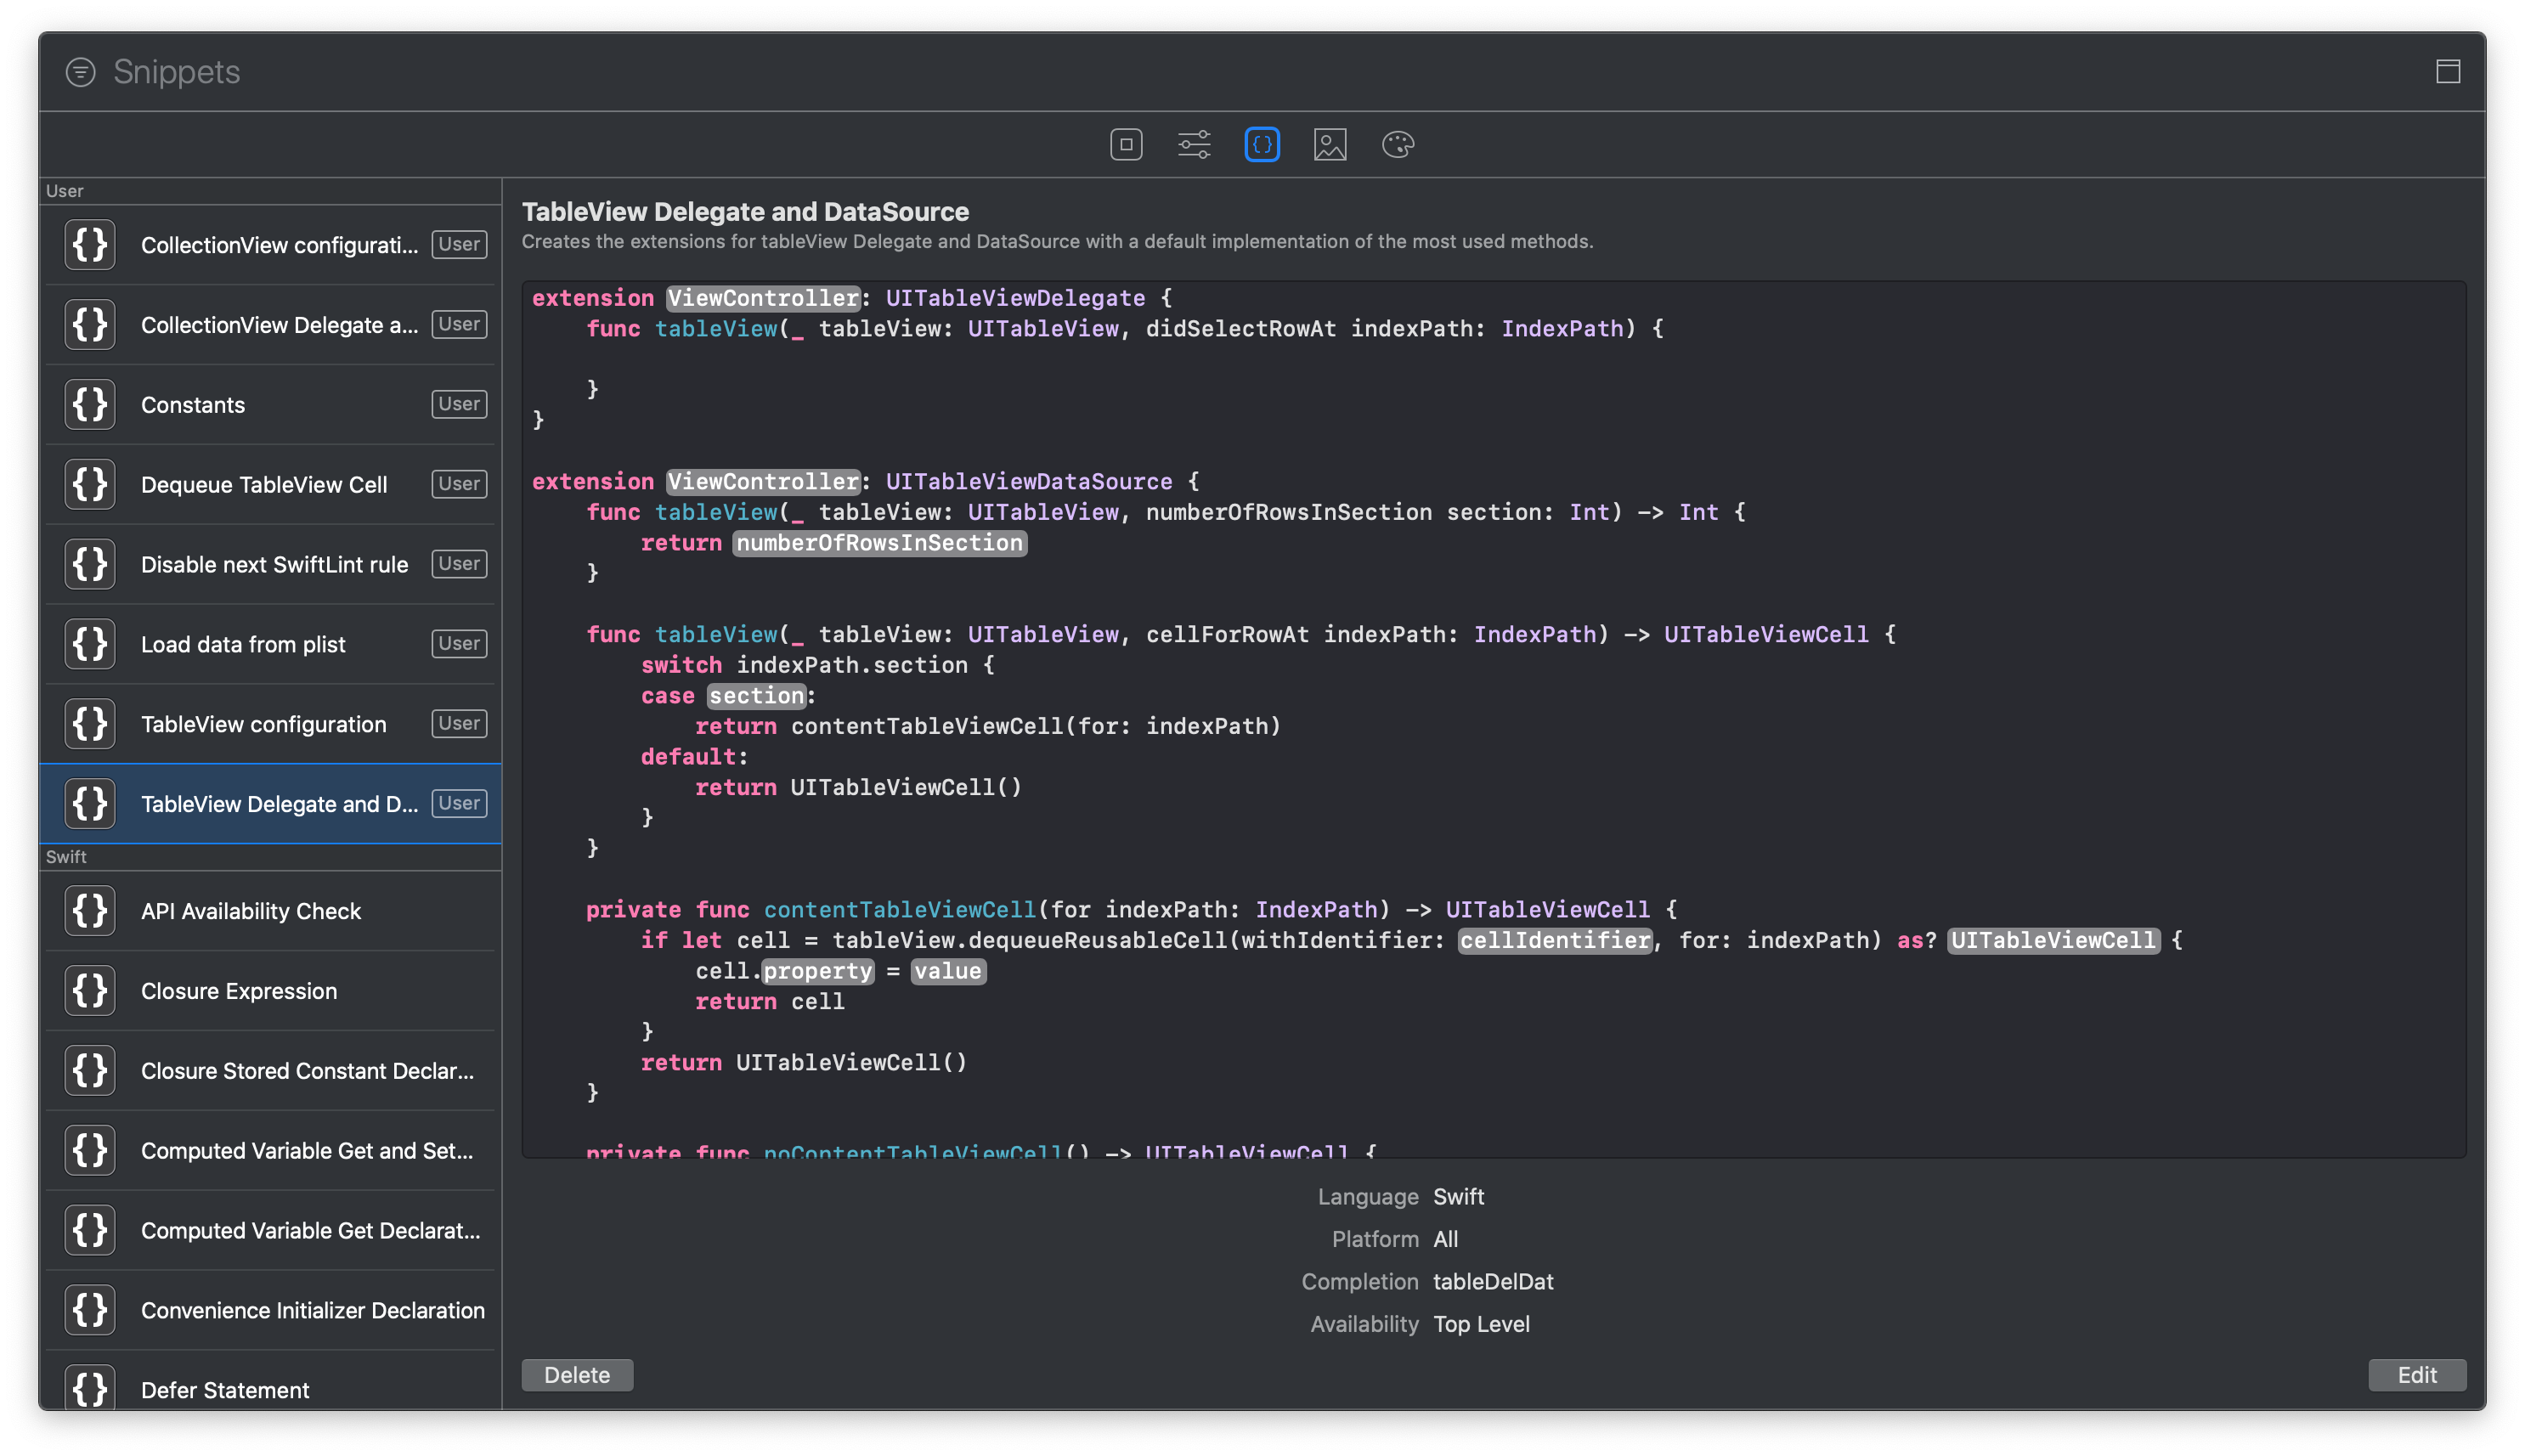 Snippets
User
{} CollectionView configurati... User
{} CollectionView Delegate a... User
{} Constants User
{} Dequeue TableView Cell User
{} Disable next SwiftLint rule User
{} Load data from plist User
{} TableView configuration User
{} TableView Delegate and D... User
Swift
{} API Availability Check
{} Closure Expression
{} Closure Stored Constant Declar...
{} Computed Variable Get and Set...
{} Computed Variable Get Declarat...
{} Convenience Initializer Declaration
{} Defer Statement
TableView Delegate and DataSource
Creates the extensions for tableView Delegate and DataSource with a default implementation of the most used methods.
extension ViewController: UITableViewDelegate {
    func tableView(_ tableView: UITableView, didSelectRowAt indexPath: IndexPath) {
    }
}
extension ViewController: UITableViewDataSource {
    func tableView(_ tableView: UITableView, numberOfRowsInSection section: Int) -> Int {
        return numberOfRowsInSection
    }
    func tableView(_ tableView: UITableView, cellForRowAt indexPath: IndexPath) -> UITableViewCell {
        switch indexPath.section {
        case section:
            return contentTableViewCell(for: indexPath)
        default:
            return UITableViewCell()
        }
    }
    private func contentTableViewCell(for indexPath: IndexPath) -> UITableViewCell {
        if let cell = tableView.dequeueReusableCell(withIdentifier: cellIdentifier, for: indexPath) as? UITableViewCell {
            cell.property = value
            return cell
        }
        return UITableViewCell()
    }
    private func noContentTableViewCell() -> UITableViewCell {
Language Swift
Platform All
Completion tableDelDat
Availability Top Level
Delete
Edit